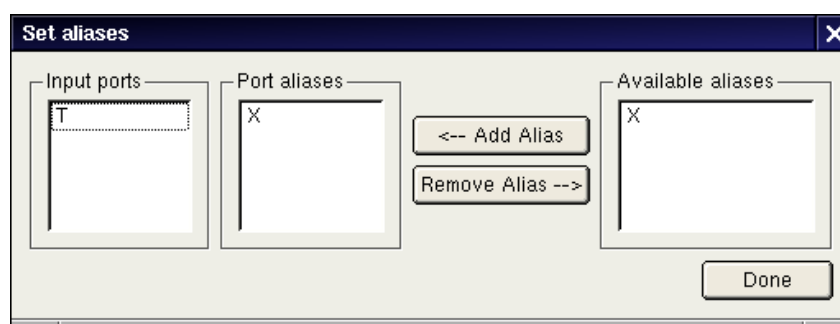 Set aliases
Input ports
Port aliases
Available aliases
T
X
X
<-- Add Alias
Remove Alias -->
Done